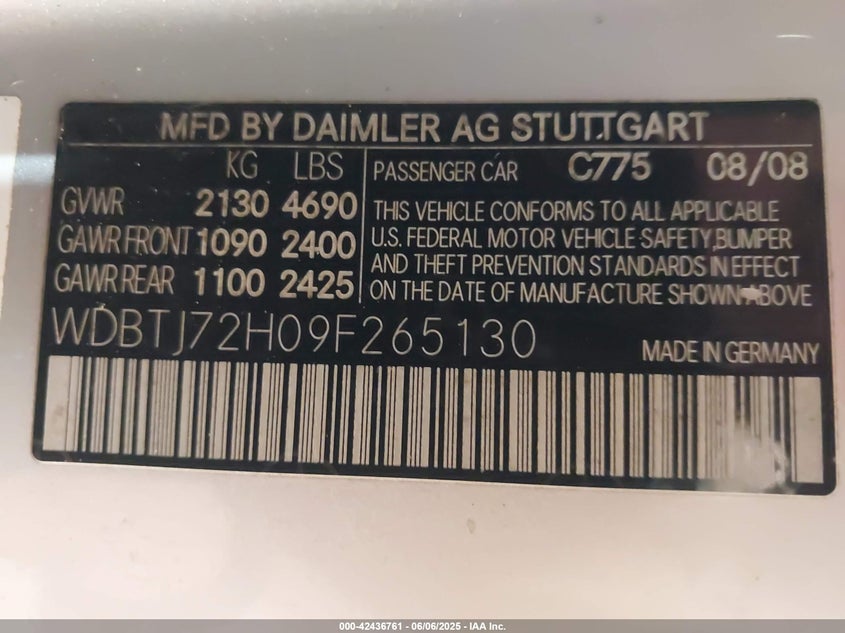 MFD BY DAIMLER AG STUTTGART
KG LBS
GVWR 2130 4690
GAWR FRONT 1090 2400
GAWR REAR 1100 2425
PASSENGER CAR C775 08/08
THIS VEHICLE CONFORMS TO ALL APPLICABLE
U.S. FEDERAL MOTOR VEHICLE SAFETY,BUMPER
AND THEFT PREVENTION STANDARDS IN EFFECT
ON THE DATE OF MANUFACTURE SHOWN ABOVE
WDBTJ72H09F265130
MADE IN GERMANY
000-42436761 - 06/06/2025 - IAA Inc.